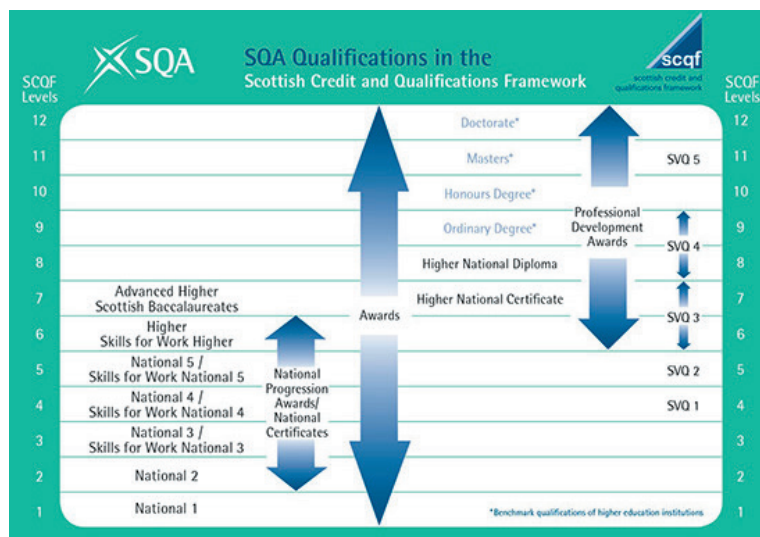 SQA
SQA Qualifications in the
Scottish Credit and Qualifications Framework
scqf
scottish credit and
qualifications framework
SCQF
Levels
SCQF
Levels
12
Doctorate*
12
11
Masters*
SVQ 5
11
10
Honours Degree*
10
9
Ordinary Degree*
Professional
Development
Awards
9
SVQ 4
8
Higher National Diploma
8
7
Advanced Higher
Scottish Baccalaureates
Awards
Higher National Certificate
7
SVQ 3
6
Higher
Skills for Work Higher
6
5
National 5 /
Skills for Work National 5
National
Progression
Awards/
National
Certificates
SVQ 2
5
4
National 4 /
Skills for Work National 4
SVQ 1
4
3
National 3 /
Skills for Work National 3
3
2
National 2
2
1
National 1
*Benchmark qualifications of higher education institutions
1